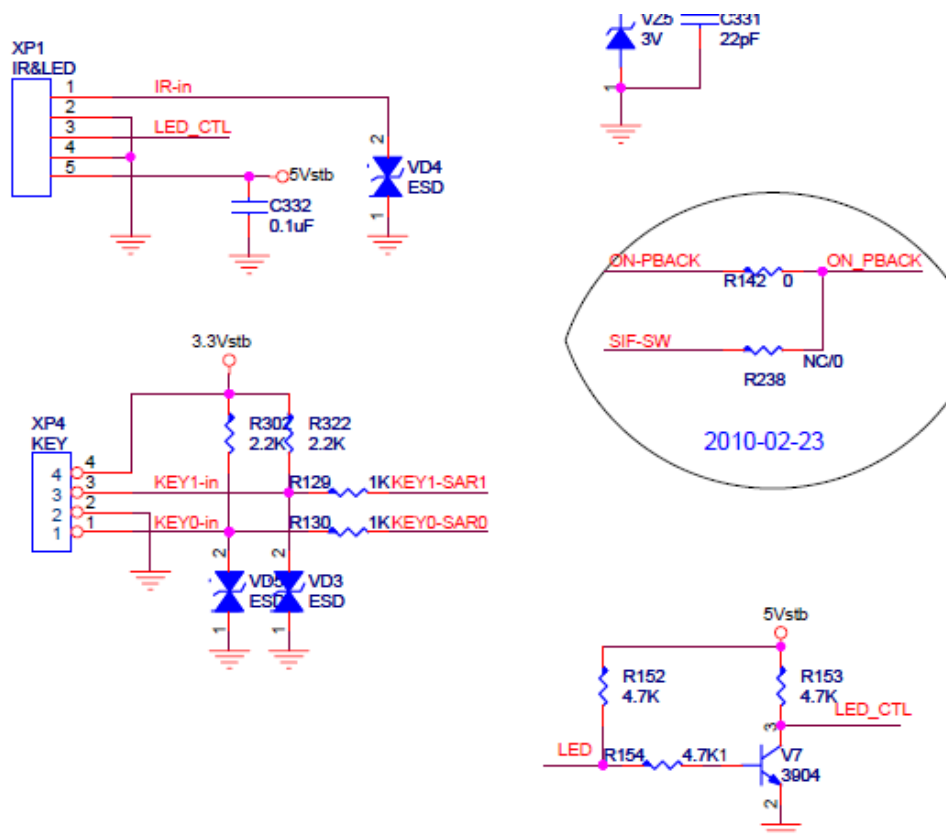 VZ5
3V
C331
22pF
1
XP1
IR&LED
1
2
3
4
5
IR-in
LED_CTL
5Vstb
C332
0.1uF
2
VD4
ESD
1
ON-PBACK
R142 0
ON_PBACK
SIF-SW
NC/0
R238
2010-02-23
3.3Vstb
R302
2.2K
R322
2.2K
XP4
KEY
4 4
3 3
2 2
1 1
KEY1-in
R129 1K KEY1-SAR1
KEY0-in
R130 1K KEY0-SAR0
2
VD5
ESD
1
2
VD3
ESD
1
5Vstb
R152
4.7K
R153
4.7K
3
LED_CTL
LED
R154 4.7K 1
V7
3904
2